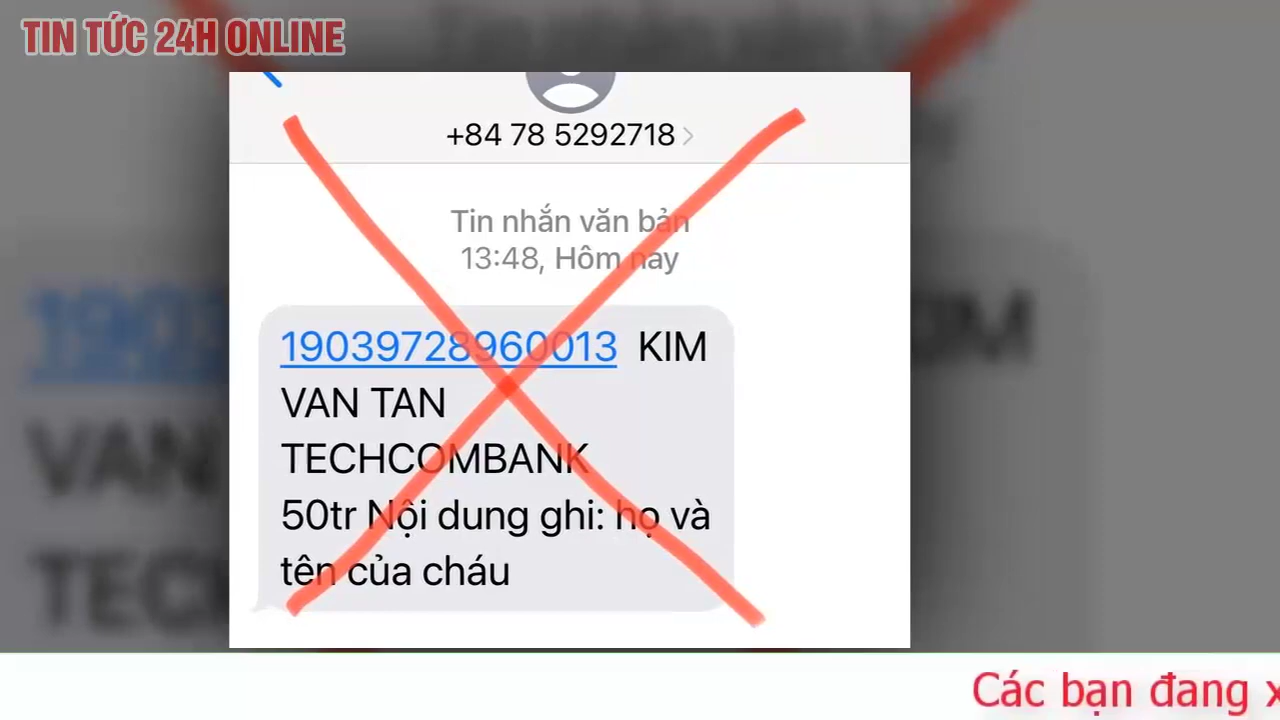 TIN TỨC 24H ONLINE
+84 78 5292718
Tin nhắn văn bản
13:48, Hôm nay
19039728960013 KIM
VAN TAN
TECHCOMBANK
50tr Nội dung ghi: họ và
tên của cháu
Các bạn đang x